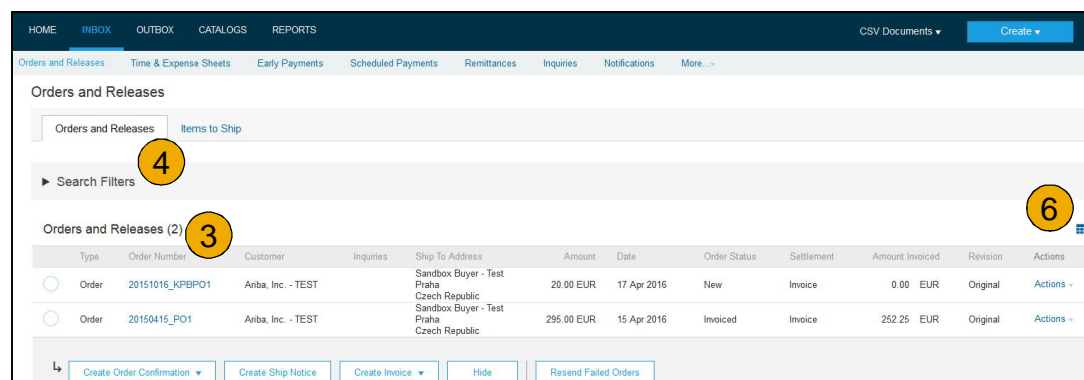 HOME INBOX OUTBOX CATALOGS REPORTS CSV Documents Create
Orders and Releases Time & Expense Sheets Early Payments Scheduled Payments Remittances Inquiries Notifications More...
Orders and Releases
Orders and Releases Items to Ship
4
Search Filters
6
Orders and Releases (2) 3
Type Order Number Customer Inquiries Ship To Address Amount Date Order Status Settlement Amount Invoiced Revision Actions
Sandbox Buyer - Test
Order 20151016_KPBPO1 Ariba, Inc. - TEST Praha 20.00 EUR 17 Apr 2016 New Invoice 0.00 EUR Original Actions
Czech Republic
Sandbox Buyer - Test
Order 20150415_PO1 Ariba, Inc. - TEST Praha 295.00 EUR 15 Apr 2016 Invoiced Invoice 252.25 EUR Original Actions
Czech Republic
Create Order Confirmation Create Ship Notice Create Invoice Hide Resend Failed Orders